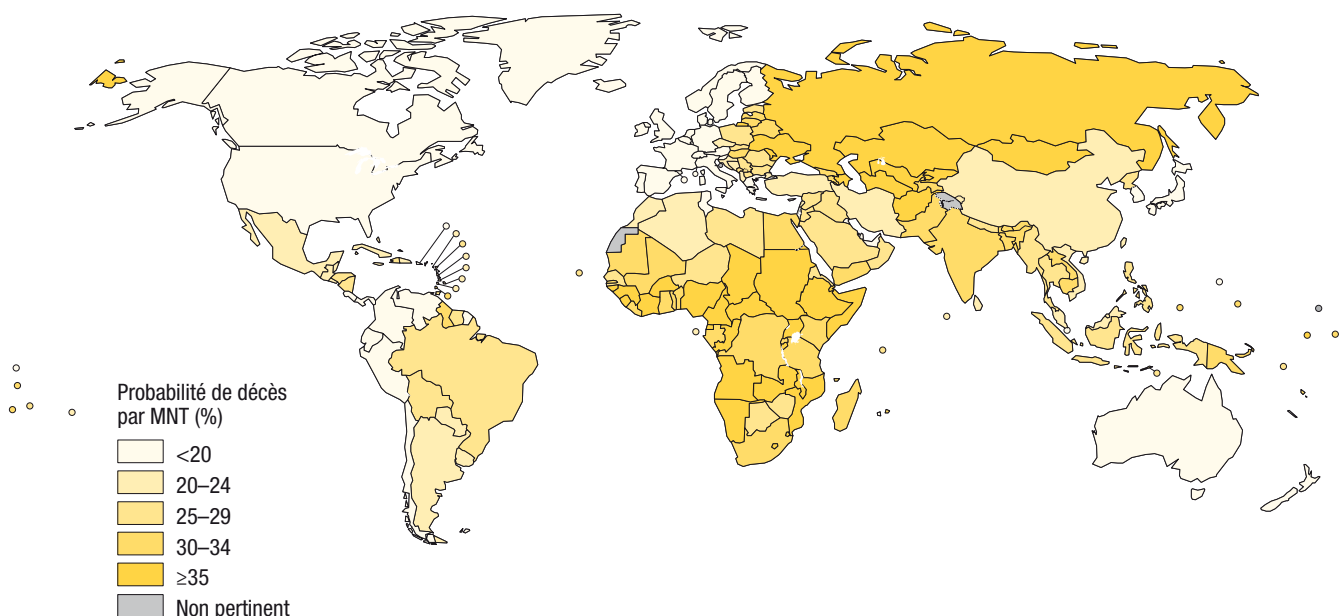 Probabilité de décès
par MNT (%)
<20
20–24
25–29
30–34
≥35
Non pertinent